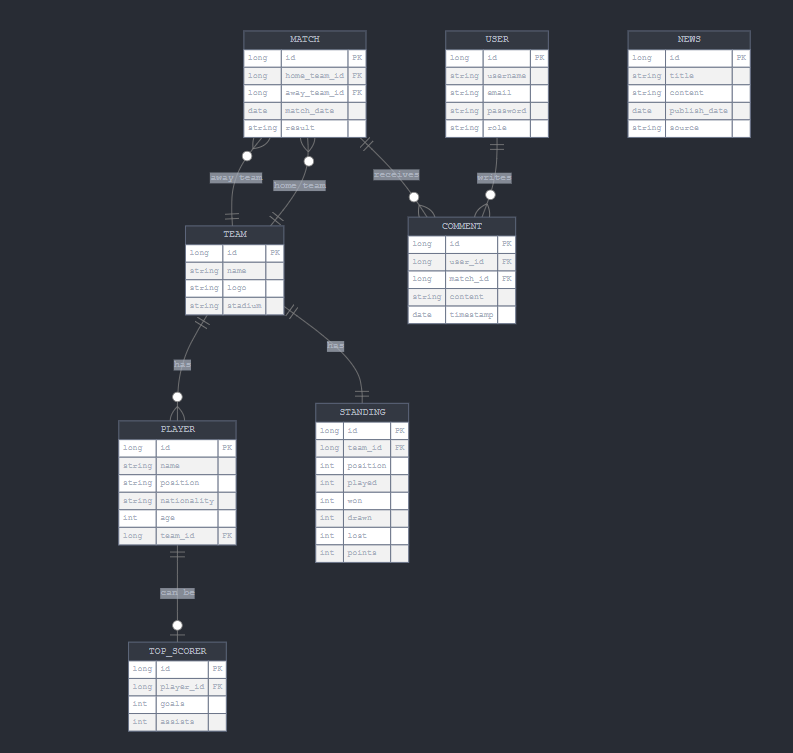 MATCH
long id PK
long home_team_id FK
long away_team_id FK
date match_date
string result
USER
long id PK
string username
string email
string password
string role
NEWS
long id PK
string title
string content
date publish_date
string source
away/team
home/team
receives
writes
TEAM
long id PK
string name
string logo
string stadium
COMMENT
long id PK
long user_id FK
long match_id FK
string content
date timestamp
has
has
PLAYER
long id PK
string name
string position
string nationality
int age
long team_id FK
STANDING
long id PK
long team_id FK
int position
int played
int won
int drawn
int lost
int points
can be
TOP_SCORER
long id PK
long player_id FK
int goals
int assists